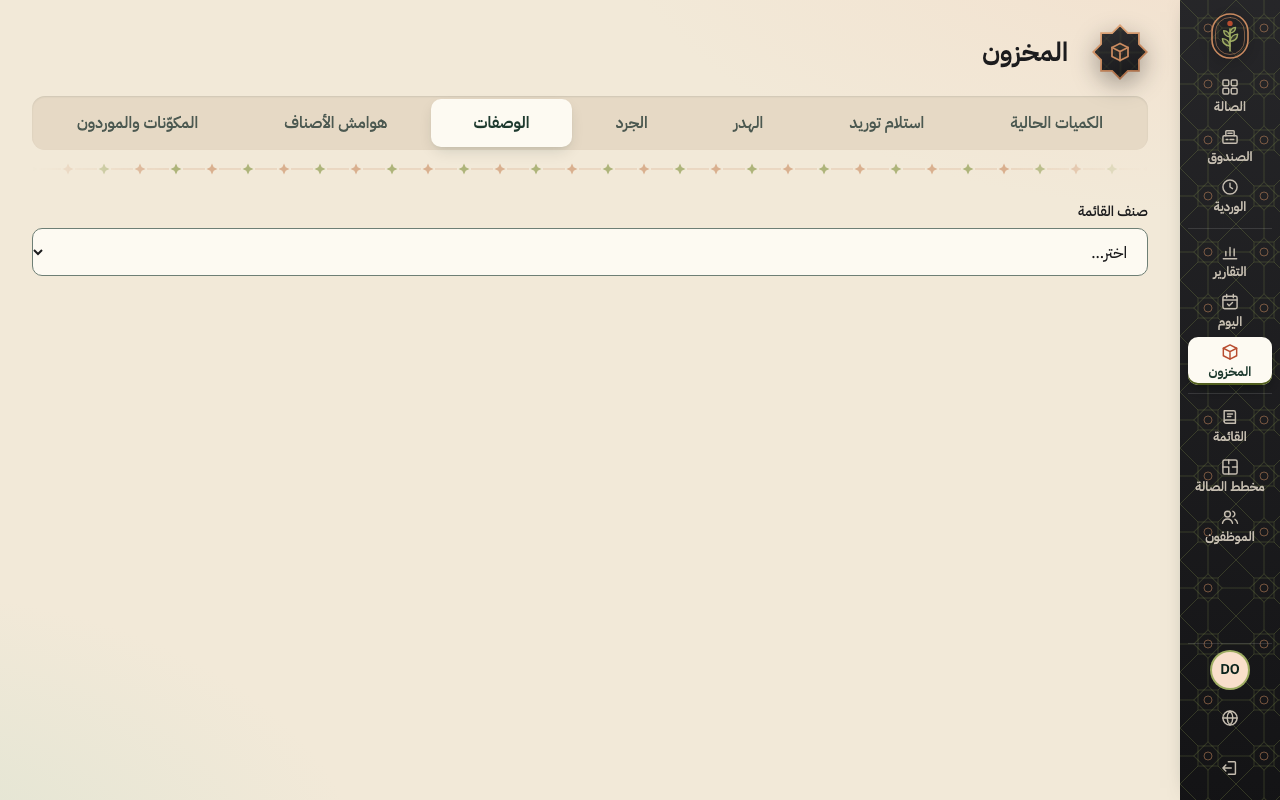 المخزون
الكميات الحالية
استلام توريد
الهدر
الجرد
الوصفات
هوامش الأصناف
المكوّنات والموردون
صنف القائمة
اختر...
الصالة
الصندوق
الوردية
التقارير
اليوم
المخزون
القائمة
مخطط الصالة
الموظفون
DO